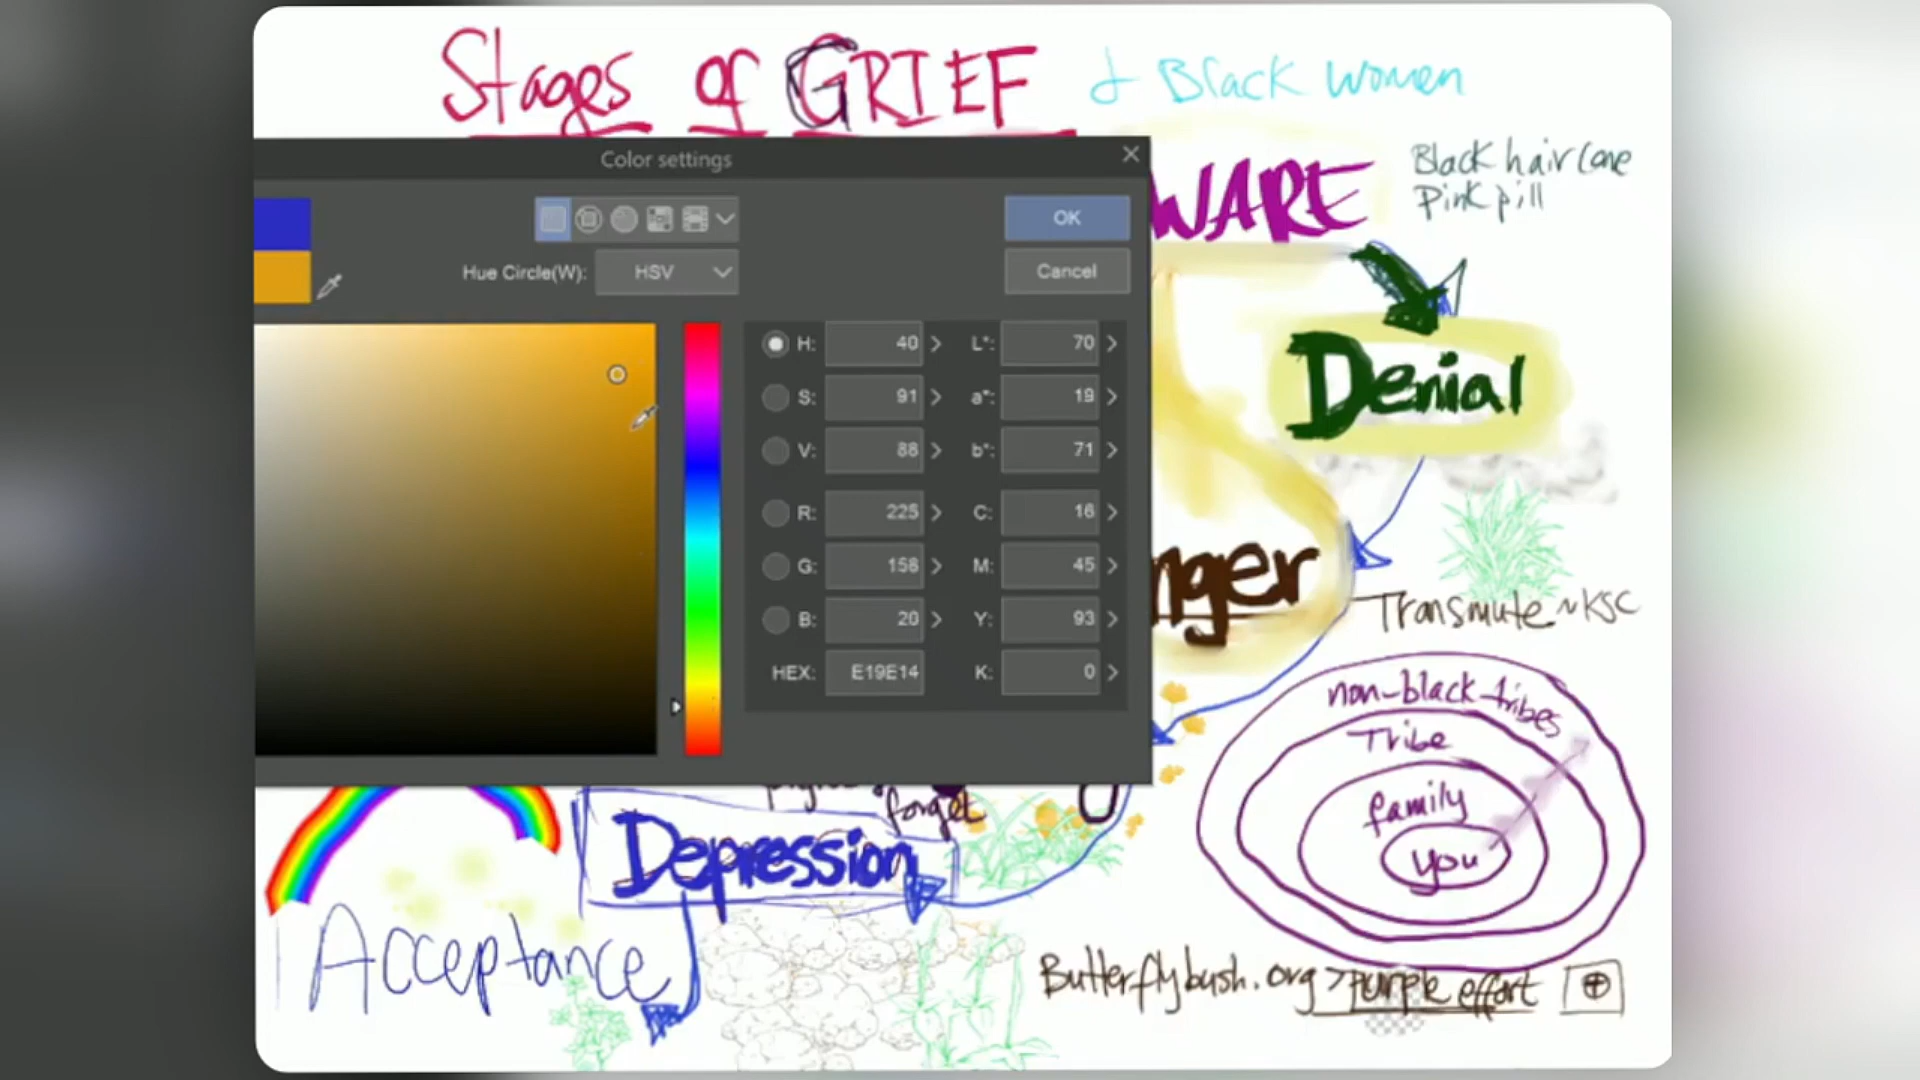 Stages of GRIEF & Black women
Color settings
WARE
Black hair care
Pink pill
OK
Hue Circle(W): HSV
Cancel
Denial
H: 40 L*: 70
S: 91 a*: 19
V: 88 b*: 71
R: 225 C: 16
G: 158 M: 45
B: 20 Y: 93
HEX: E19E14 K: 0
nger
Transmute ~KSC
non-black tribes
Tribe
family
you
forget
Depression
Acceptance
Butterflybush.org > purple effort